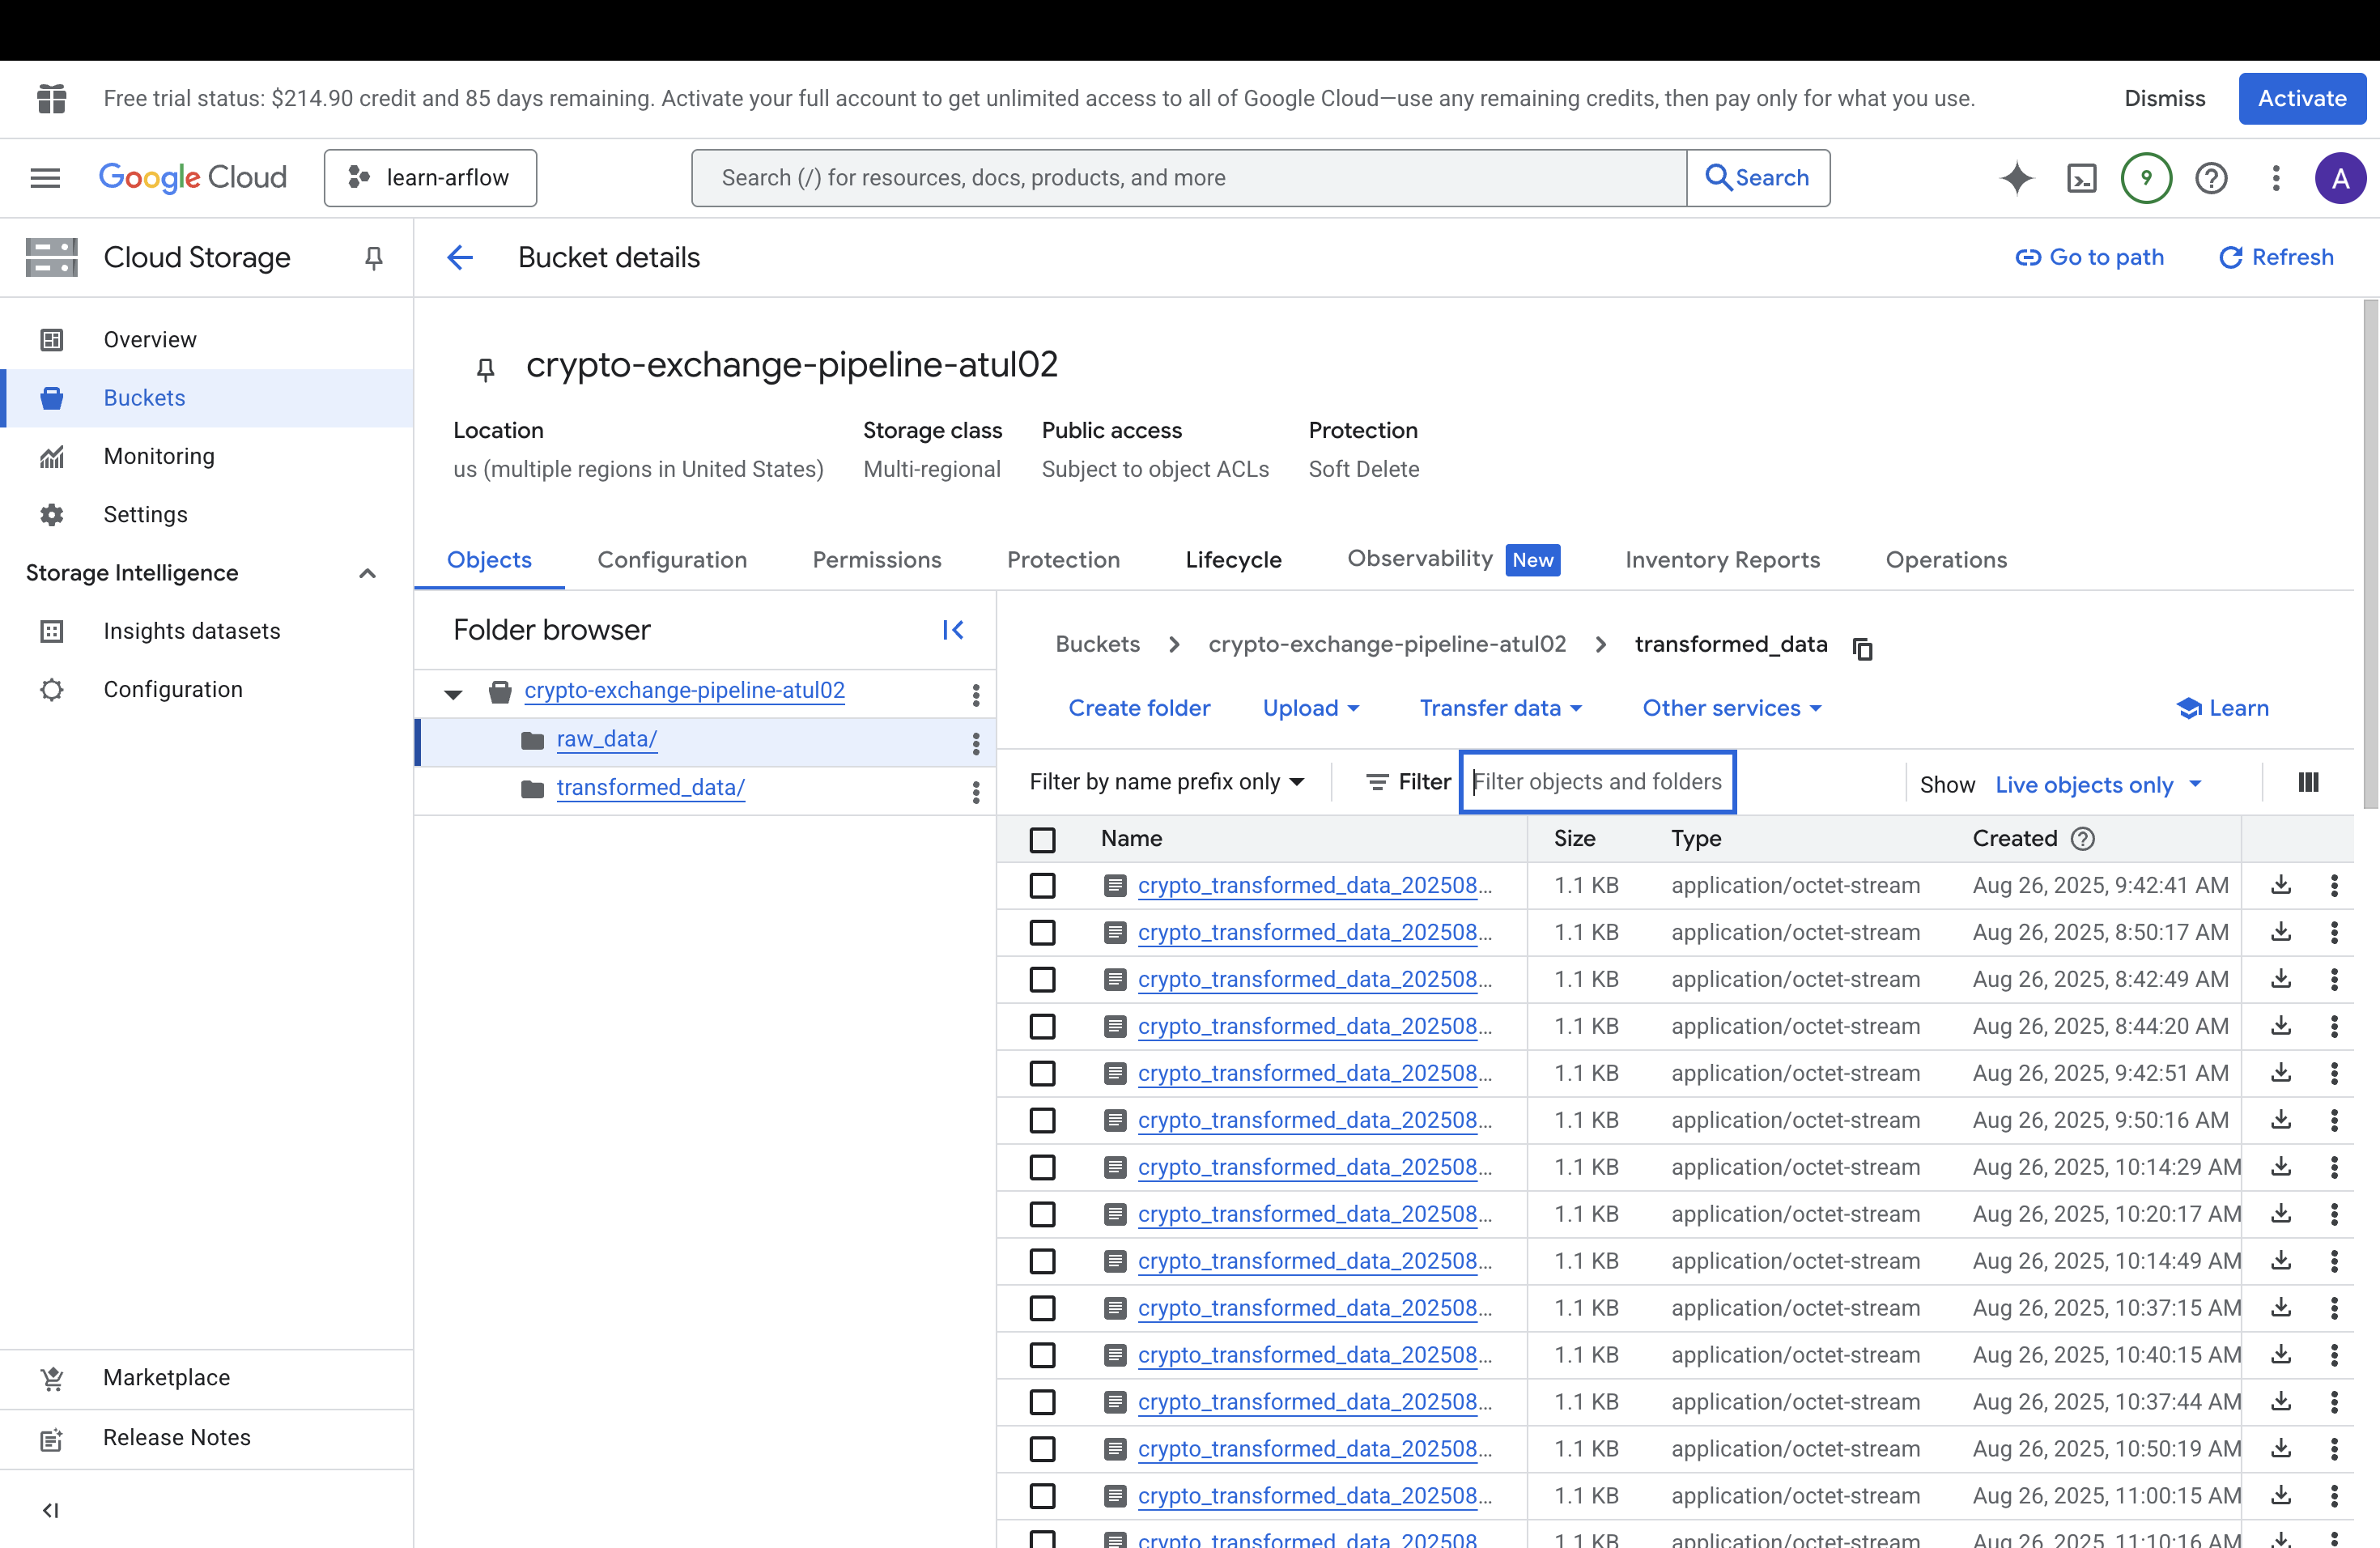 Free trial status: $214.90 credit and 85 days remaining. Activate your full account to get unlimited access to all of Google Cloud—use any remaining credits, then pay only for what you use.
Dismiss
Activate
Google Cloud
learn-arflow
Search (/) for resources, docs, products, and more
Search
9
A
Cloud Storage
Bucket details
Go to path
Refresh
Overview
Buckets
Monitoring
Settings
Storage Intelligence
Insights datasets
Configuration
Marketplace
Release Notes
crypto-exchange-pipeline-atul02
Location
us (multiple regions in United States)
Storage class
Multi-regional
Public access
Subject to object ACLs
Protection
Soft Delete
Objects
Configuration
Permissions
Protection
Lifecycle
Observability New
Inventory Reports
Operations
Folder browser
crypto-exchange-pipeline-atul02
raw_data/
transformed_data/
Buckets > crypto-exchange-pipeline-atul02 > transformed_data
Create folder
Upload
Transfer data
Other services
Learn
Filter by name prefix only
Filter
Filter objects and folders
Show
Live objects only
Name Size Type Created
crypto_transformed_data_202508... 1.1 KB application/octet-stream Aug 26, 2025, 9:42:41 AM
crypto_transformed_data_202508... 1.1 KB application/octet-stream Aug 26, 2025, 8:50:17 AM
crypto_transformed_data_202508... 1.1 KB application/octet-stream Aug 26, 2025, 8:42:49 AM
crypto_transformed_data_202508... 1.1 KB application/octet-stream Aug 26, 2025, 8:44:20 AM
crypto_transformed_data_202508... 1.1 KB application/octet-stream Aug 26, 2025, 9:42:51 AM
crypto_transformed_data_202508... 1.1 KB application/octet-stream Aug 26, 2025, 9:50:16 AM
crypto_transformed_data_202508... 1.1 KB application/octet-stream Aug 26, 2025, 10:14:29 AM
crypto_transformed_data_202508... 1.1 KB application/octet-stream Aug 26, 2025, 10:20:17 AM
crypto_transformed_data_202508... 1.1 KB application/octet-stream Aug 26, 2025, 10:14:49 AM
crypto_transformed_data_202508... 1.1 KB application/octet-stream Aug 26, 2025, 10:37:15 AM
crypto_transformed_data_202508... 1.1 KB application/octet-stream Aug 26, 2025, 10:40:15 AM
crypto_transformed_data_202508... 1.1 KB application/octet-stream Aug 26, 2025, 10:37:44 AM
crypto_transformed_data_202508... 1.1 KB application/octet-stream Aug 26, 2025, 10:50:19 AM
crypto_transformed_data_202508... 1.1 KB application/octet-stream Aug 26, 2025, 11:00:15 AM
crypto_transformed_data_202508 1.1 KB application/octet-stream Aug 26, 2025, 11:10:16 AM